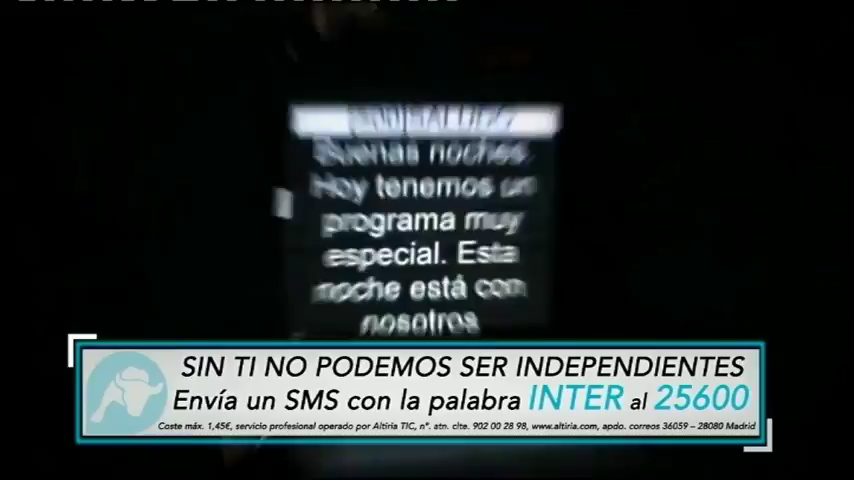 Buenas noches.
Hoy tenemos un
programa muy
especial. Esta
noche está con
nosotros
SIN TI NO PODEMOS SER INDEPENDIENTES
Envía un SMS con la palabra INTER al 25600
Coste máx. 1,45€, servicio profesional operado por Altiria TIC, nº. atn. clte. 902 00 28 98, www.altiria.com, apdo. correos 36059 – 28080 Madrid